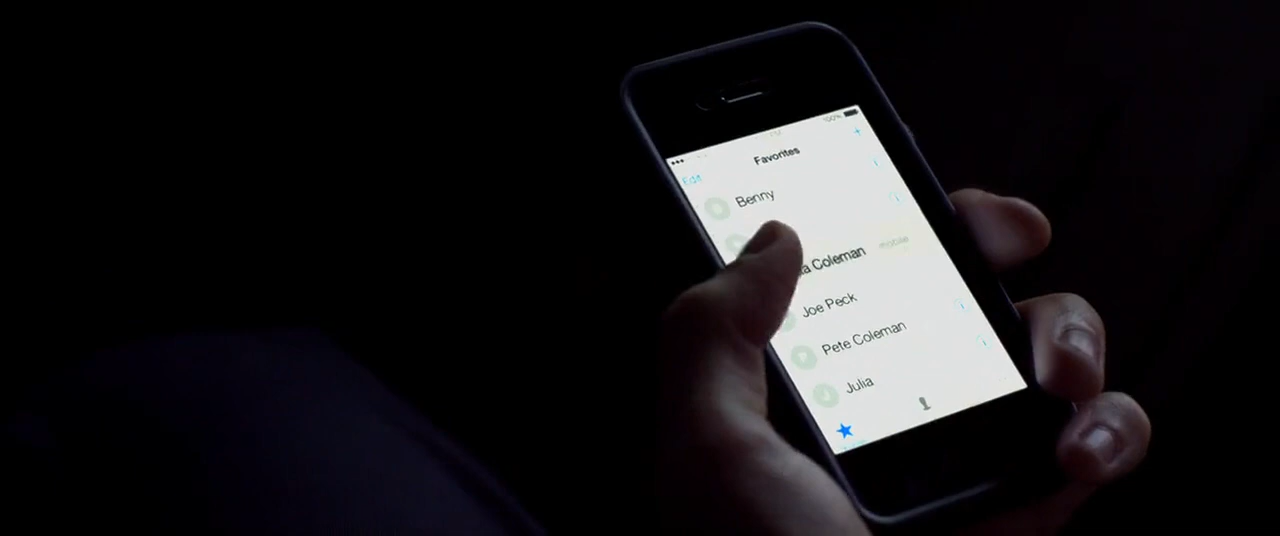 100%
Favorites
Edit
Benny
Coleman mobile
Joe Peck
Pete Coleman
Julia